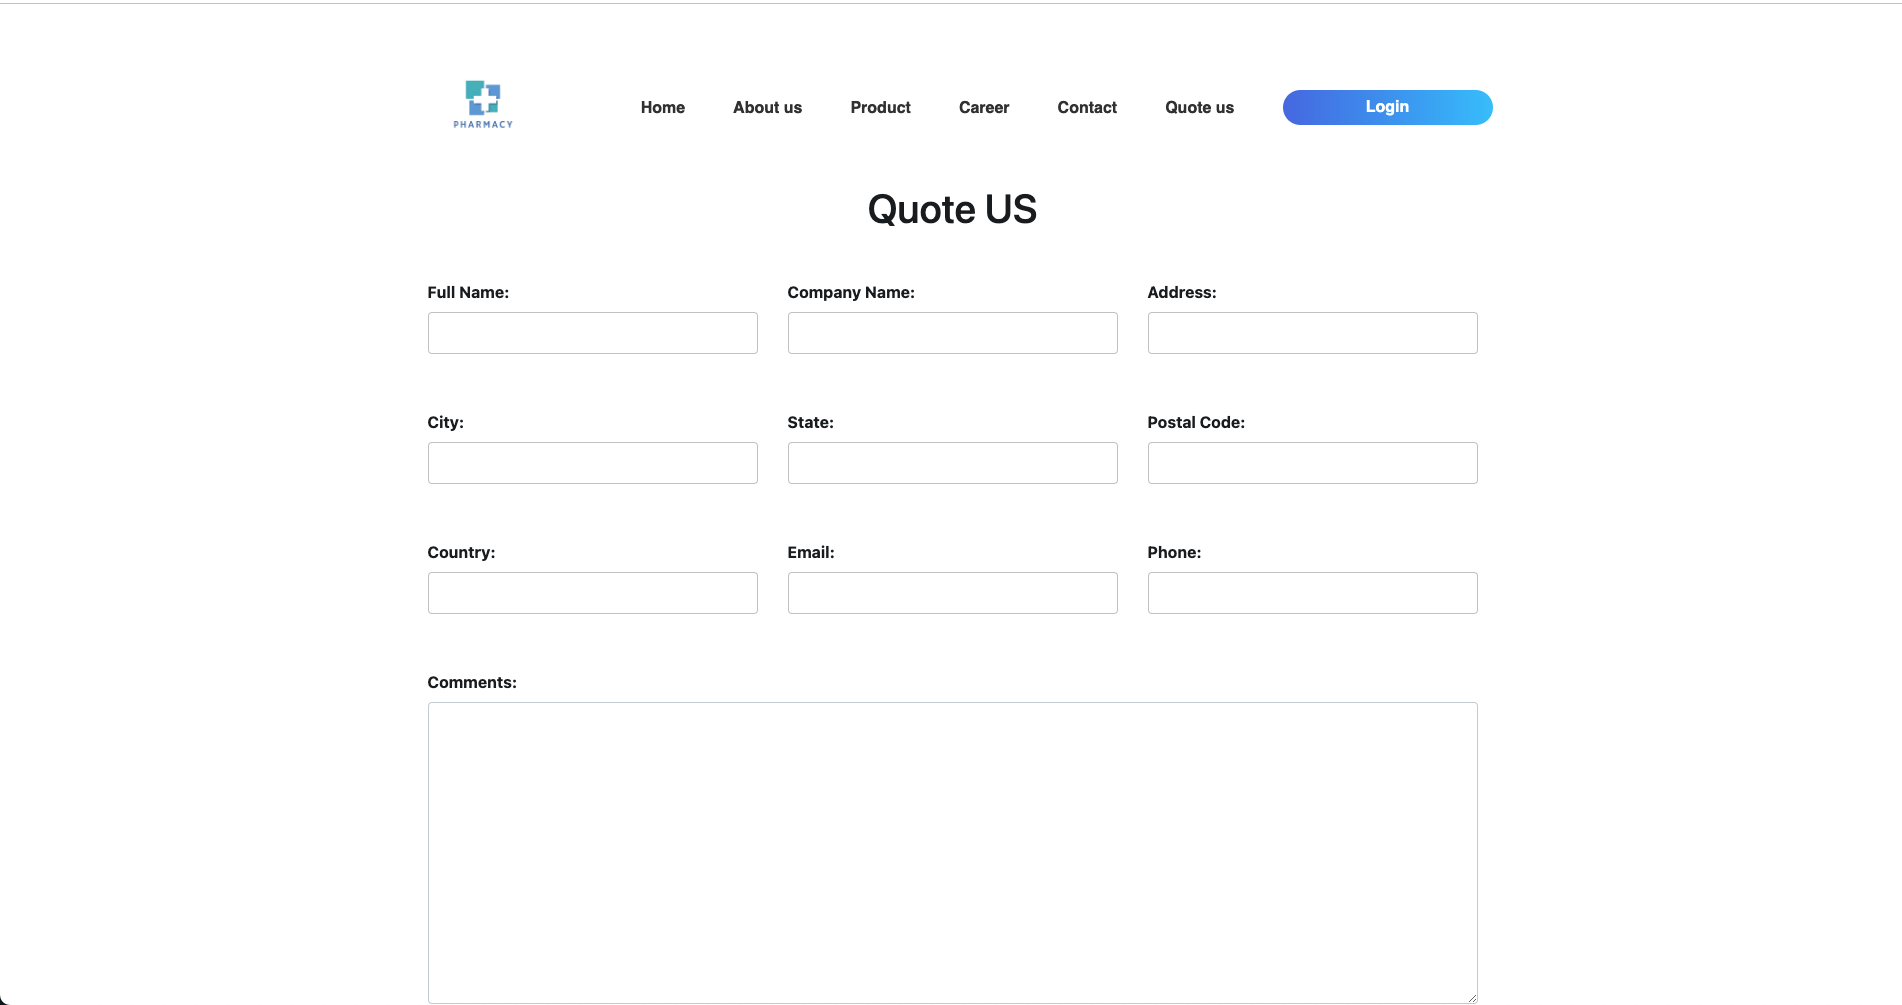 PHARMACY
Home About us Product Career Contact Quote us Login
Quote US
Full Name: Company Name: Address:
City: State: Postal Code:
Country: Email: Phone:
Comments: